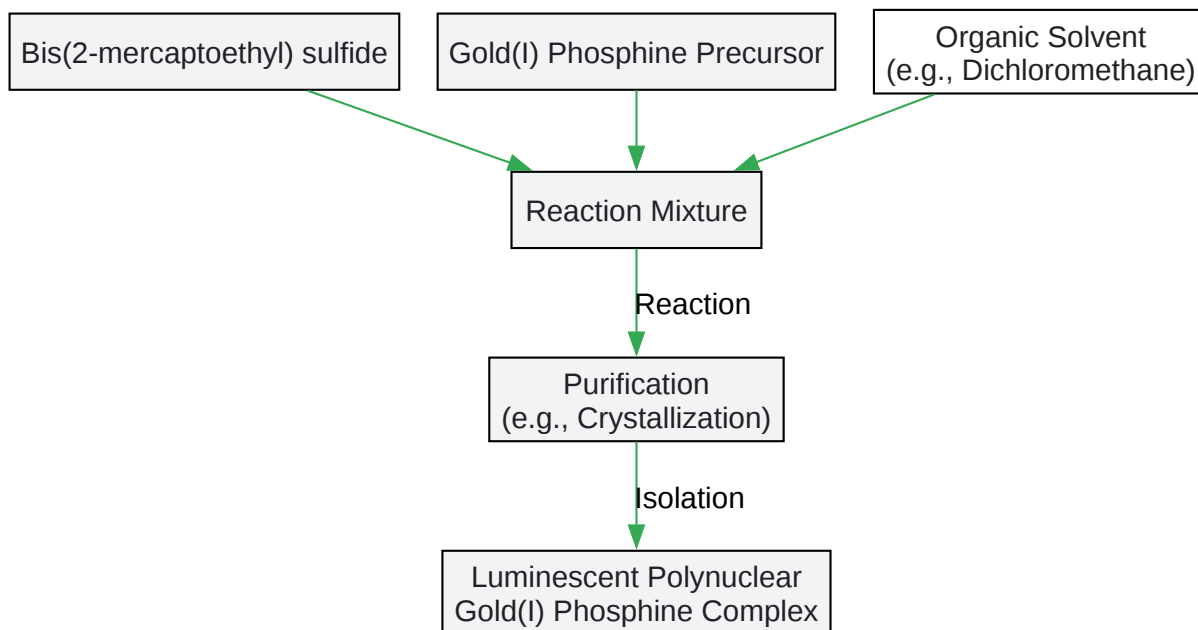 Bis(2-mercaptoethyl) sulfide
Gold(I) Phosphine Precursor
Organic Solvent
(e.g., Dichloromethane)
Reaction Mixture
Reaction
Purification
(e.g., Crystallization)
Isolation
Luminescent Polynuclear
Gold(I) Phosphine Complex